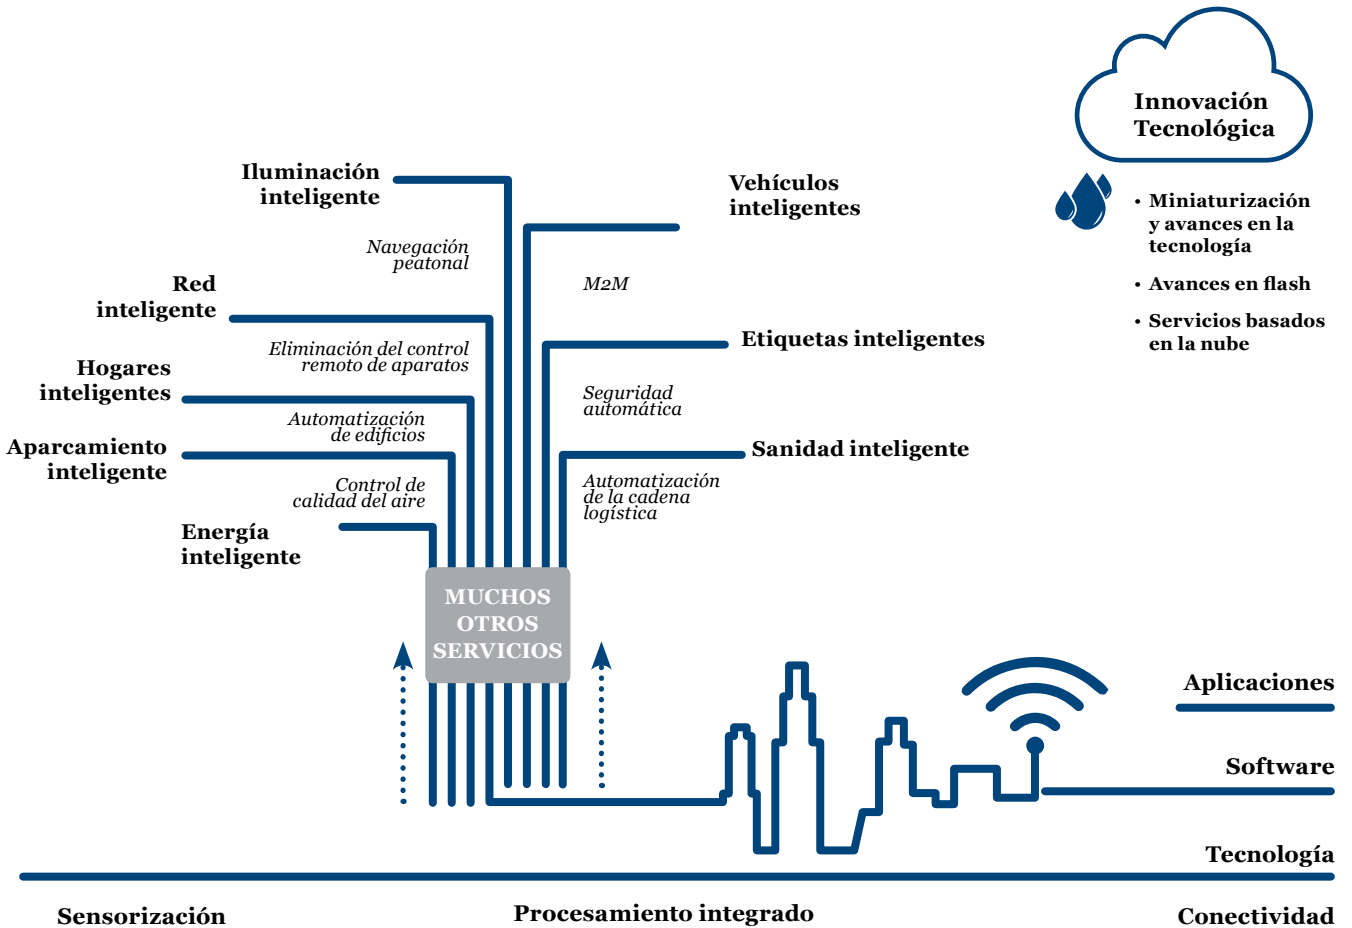 Innovación
Tecnológica
• Miniaturización
y avances en la
tecnología
• Avances en flash
• Servicios basados
en la nube
Iluminación
inteligente
Navegación
peatonal
Red
inteligente
Eliminación del control
remoto de aparatos
Hogares
inteligentes
Automatización
de edificios
Aparcamiento
inteligente
Control de
calidad del aire
Energía
inteligente
Vehículos
inteligentes
M2M
Etiquetas inteligentes
Seguridad
automática
Sanidad inteligente
Automatización
de la cadena
logística
MUCHOS
OTROS
SERVICIOS
Aplicaciones
Software
Tecnología
Sensorización
Procesamiento integrado
Conectividad